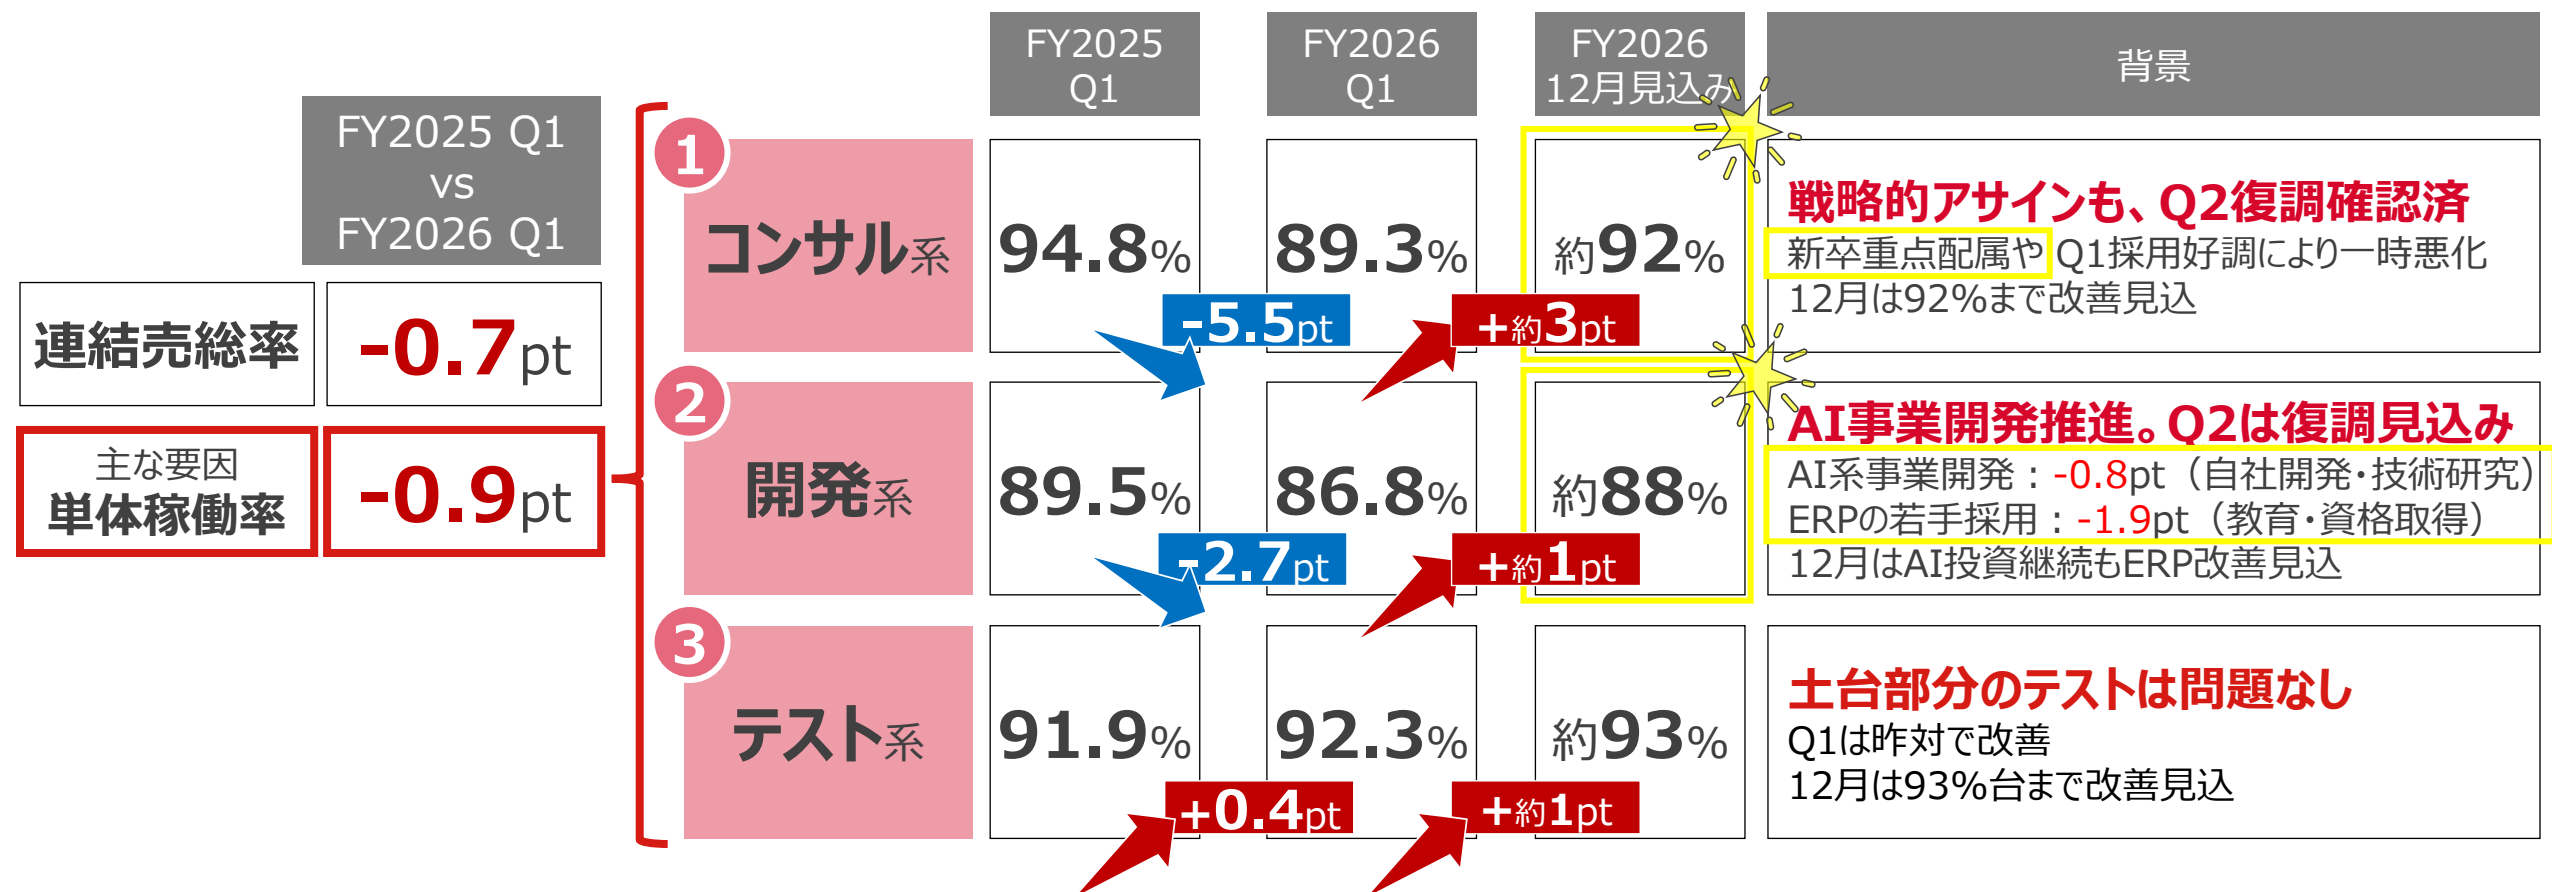 FY2025 Q1
vs
FY2026 Q1
連結売総率
-0.7pt
主な要因
単体稼働率
-0.9pt
FY2025
Q1
FY2026
Q1
FY2026
12月見込み
背景
1
コンサル系
94.8%
-5.5pt
89.3%
+約3pt
約92%
戦略的アサインも、Q2復調確認済
新卒重点配属や Q1採用好調により一時悪化
12月は92%まで改善見込
2
開発系
89.5%
-2.7pt
86.8%
+約1pt
約88%
AI事業開発推進。Q2は復調見込み
AI系事業開発：-0.8pt（自社開発・技術研究）
ERPの若手採用：-1.9pt（教育・資格取得）
12月はAI投資継続もERP改善見込
3
テスト系
91.9%
+0.4pt
92.3%
+約1pt
約93%
土台部分のテストは問題なし
Q1は昨対で改善
12月は93%台まで改善見込